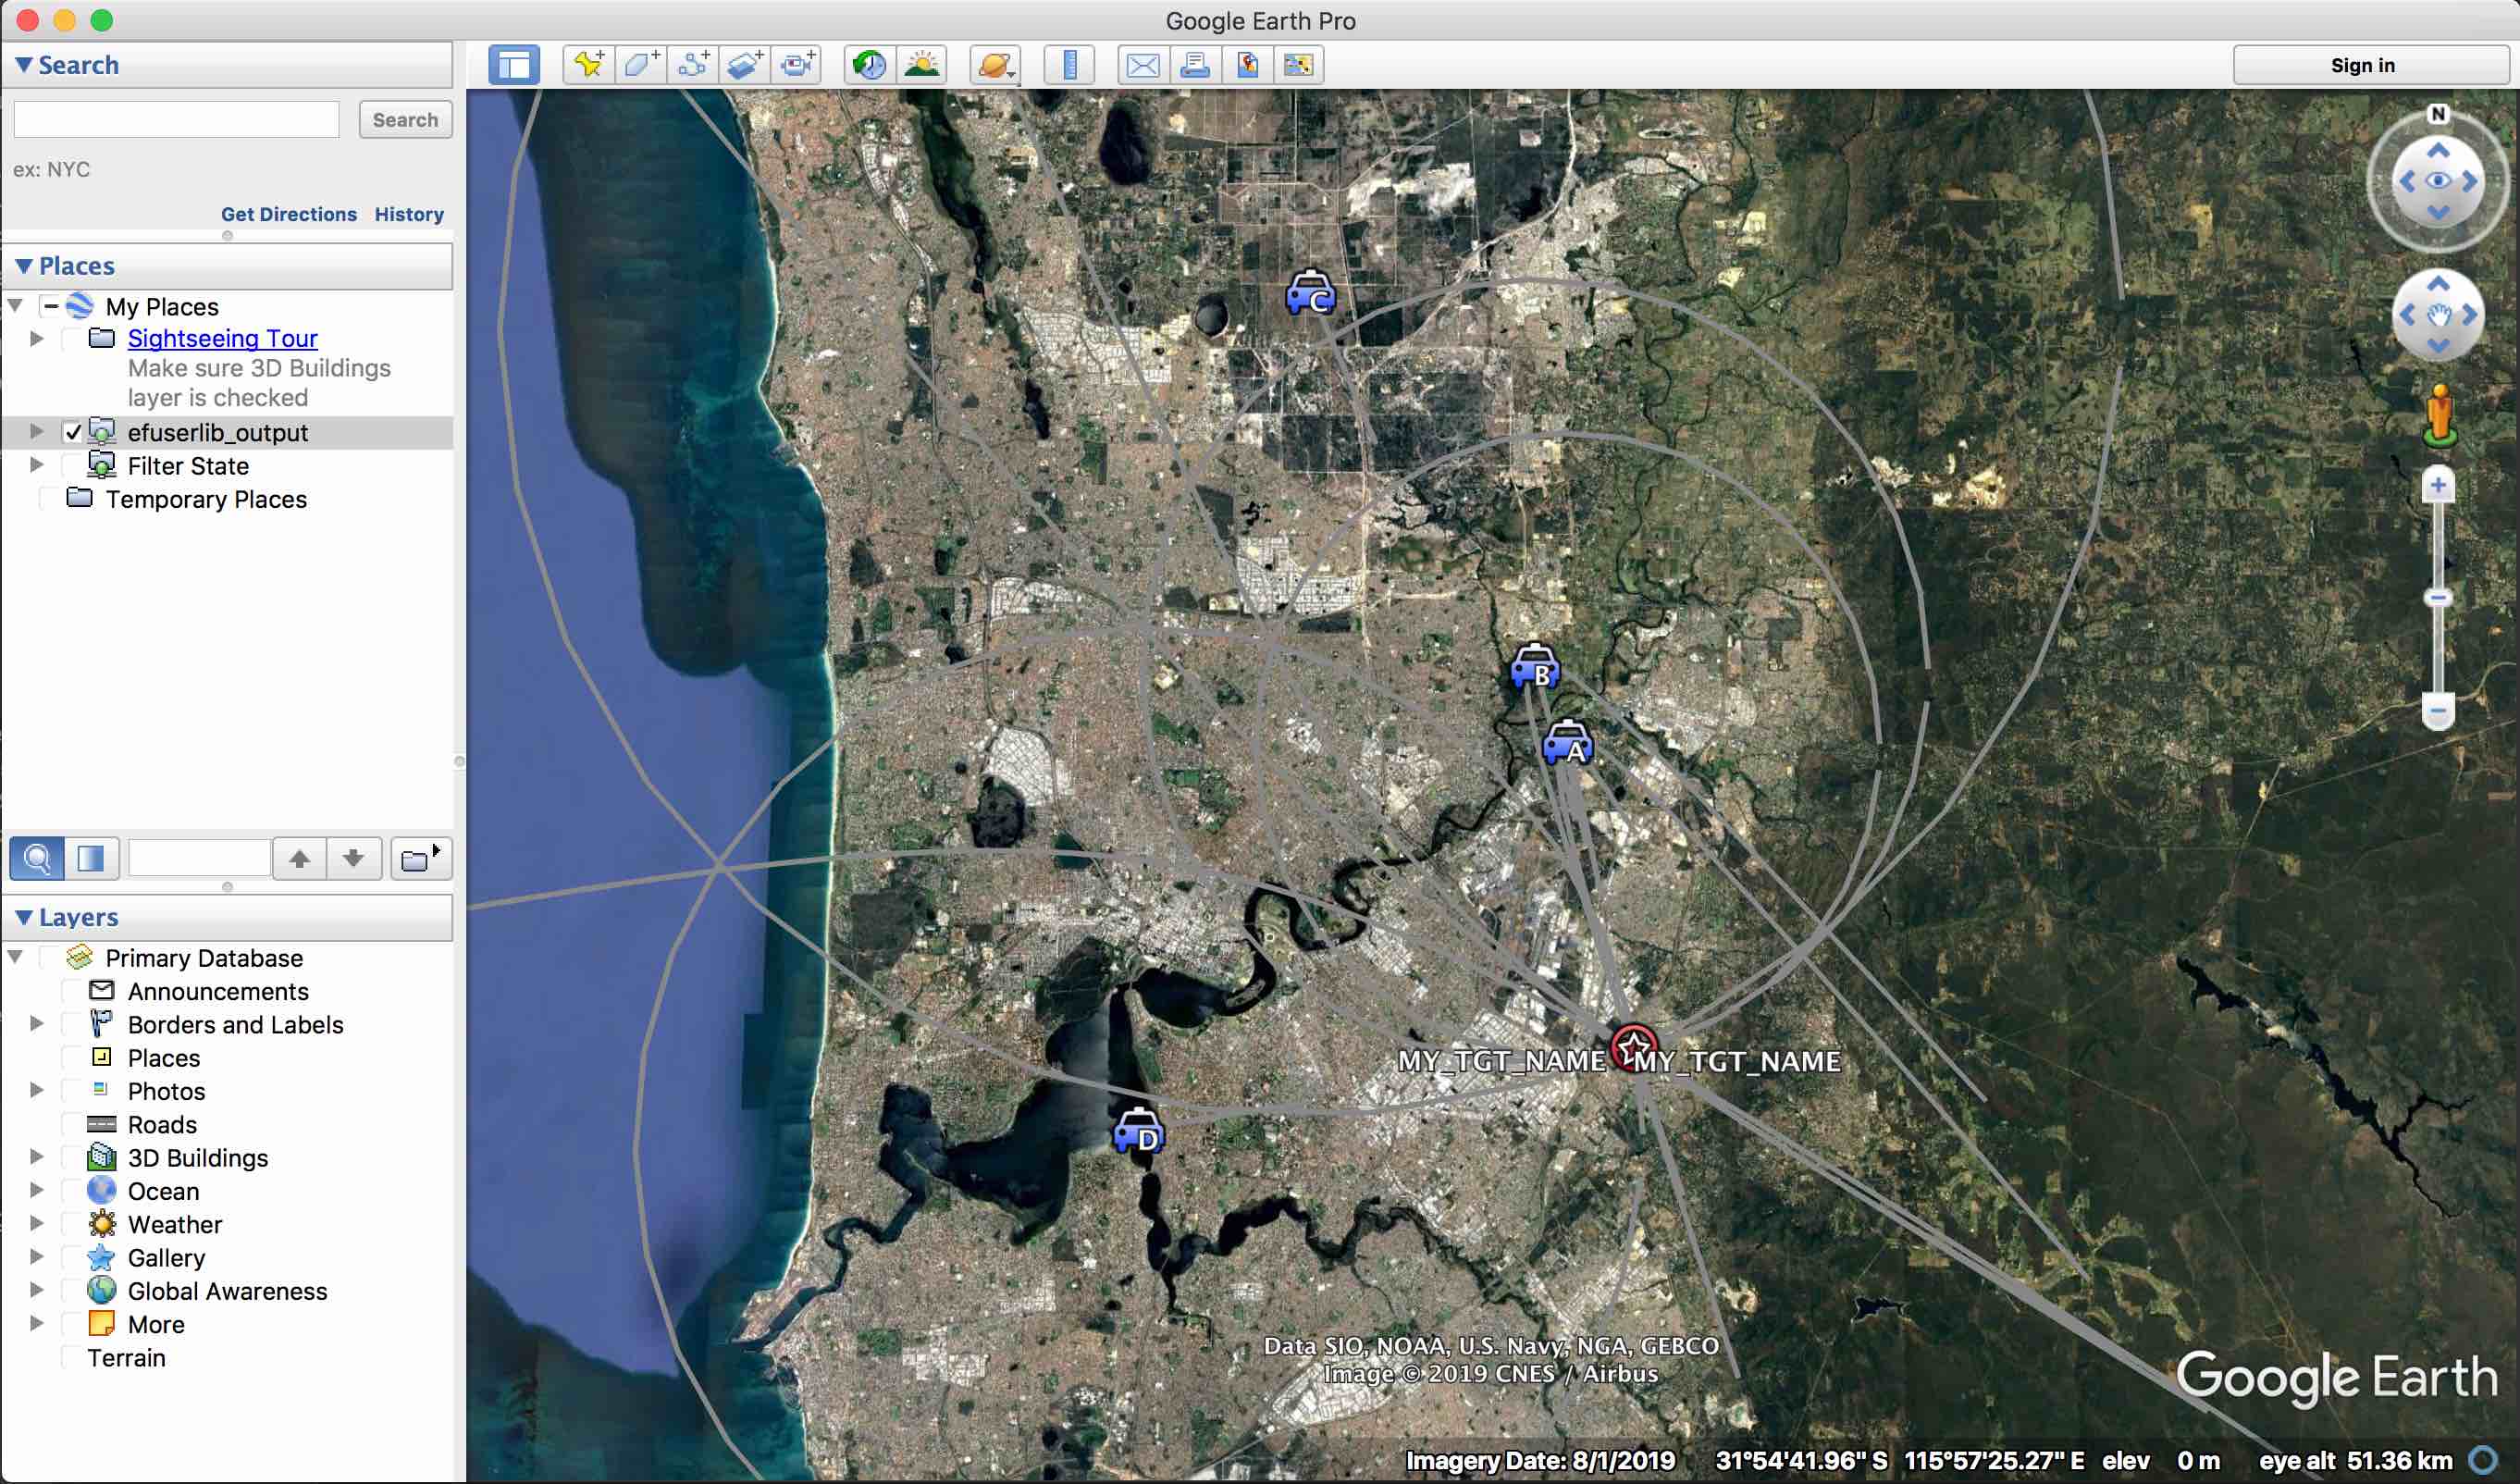 Google Earth Pro
Search
Sign in
Search
ex: NYC
Get Directions History
Places
My Places
Sightseeing Tour
Make sure 3D Buildings
layer is checked
efuserlib_output
Filter State
Temporary Places
Layers
Primary Database
Announcements
Borders and Labels
Places
Photos
Roads
3D Buildings
Ocean
Weather
Gallery
Global Awareness
More
Terrain
N
C
B
A
MY_TGT_NAME MY_TGT_NAME
D
Data SIO, NOAA, U.S. Navy, NGA, GEBCO
Image © 2019 CNES / Airbus
Google Earth
Imagery Date: 8/1/2019 31°54'41.96" S 115°57'25.27" E elev 0 m eye alt 51.36 km